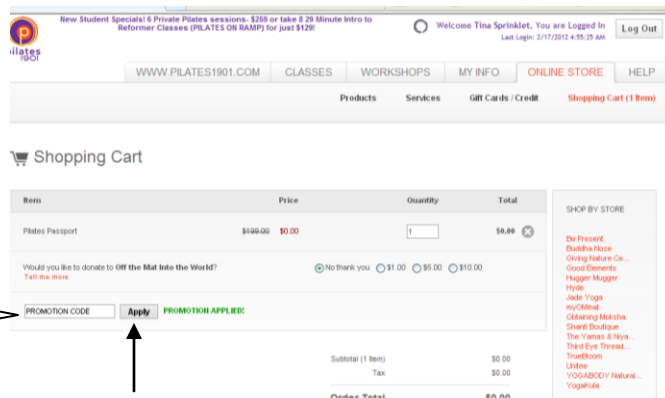 New Student Specials! 6 Private Pilates sessions- $269 or take 8 29 Minute Intro to
Reformer Classes (PILATES ON RAMP) for just $129!
Welcome Tina Sprinklet, You are Logged In
Last Login: 2/17/2012 4:55:25 AM
Log Out
pilates
1901
WWW.PILATES1901.COM CLASSES WORKSHOPS MY INFO ONLINE STORE HELP
Products Services Gift Cards / Credit Shopping Cart (1 Item)
Shopping Cart
Item Price Quantity Total
Pilates Passport $199.00 $0.00 1 $0.00
Would you like to donate to Off the Mat Into the World? No thank you $1.00 $5.00 $10.00
Tell me more
PROMOTION CODE Apply PROMOTION APPLIED!
Subtotal (1 Item) $0.00
Tax $0.00
Order Total $0.00
SHOP BY STORE
Be Present
Buddha Nose
Giving Nature Ce...
Good Elements
Hugger Mugger
Hyde
Jade Yoga
myOMmat
Obtaining Moksha
Shanti Boutique
The Yamas & Niya...
Third Eye Thread...
TrueBloom
Unitee
YOGABODY Natural...
YogaKula